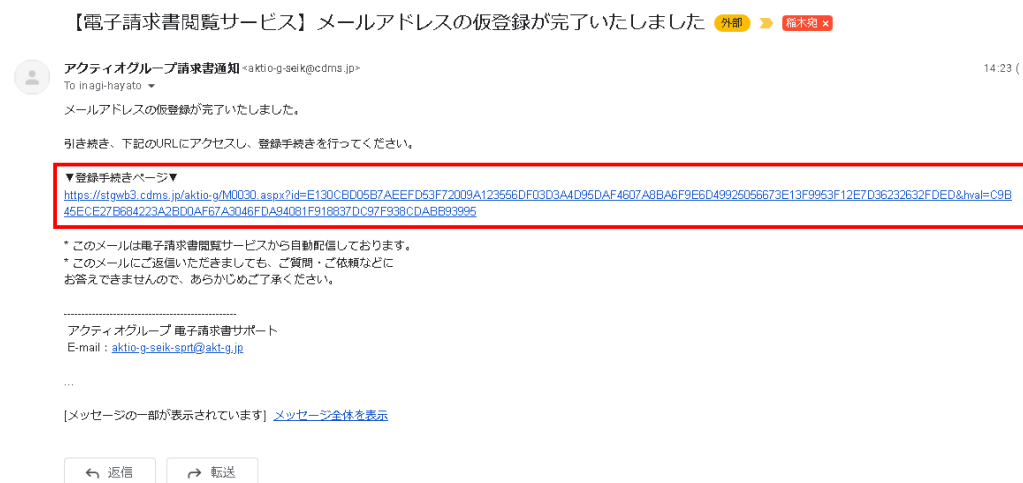 【電子請求書閲覧サービス】メールアドレスの仮登録が完了いたしました 外部 稲木宛 ×
アクティオグループ請求書通知 <aktio-g-seik@cdms.jp> 14:23 (
To inagi-hayato
メールアドレスの仮登録が完了いたしました。
引き続き、下記のURLにアクセスし、登録手続きを行ってください。
▼登録手続きページ▼
https://stgwb3.cdms.jp/aktio-g/M0030.aspx?id=E130CBD05B7AEEFD53F72009A123556DF03D3A4D95DAF4607A8BA6F9E6D49925056673E13F9953F12E7D36232632FDED&hval=C9B
45ECE27B684223A2BD0AF67A3046FDA94081F918837DC97F938CDABB93995
* このメールは電子請求書閲覧サービスから自動配信しております。
* このメールにご返信いただきましても、ご質問・ご依頼などに
お答えできませんので、あらかじめご了承ください。
-------------------------------------------------
アクティオグループ 電子請求書サポート
E-mail：aktio-g-seik-sprt@akt-g.jp
...
[メッセージの一部が表示されています] メッセージ全体を表示
返信 転送